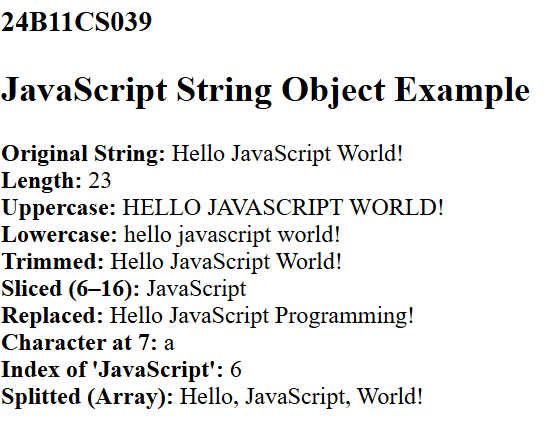 24B11CS039
JavaScript String Object Example
Original String: Hello JavaScript World!
Length: 23
Uppercase: HELLO JAVASCRIPT WORLD!
Lowercase: hello javascript world!
Trimmed: Hello JavaScript World!
Sliced (6–16): JavaScript
Replaced: Hello JavaScript Programming!
Character at 7: a
Index of 'JavaScript': 6
Splitted (Array): Hello, JavaScript, World!